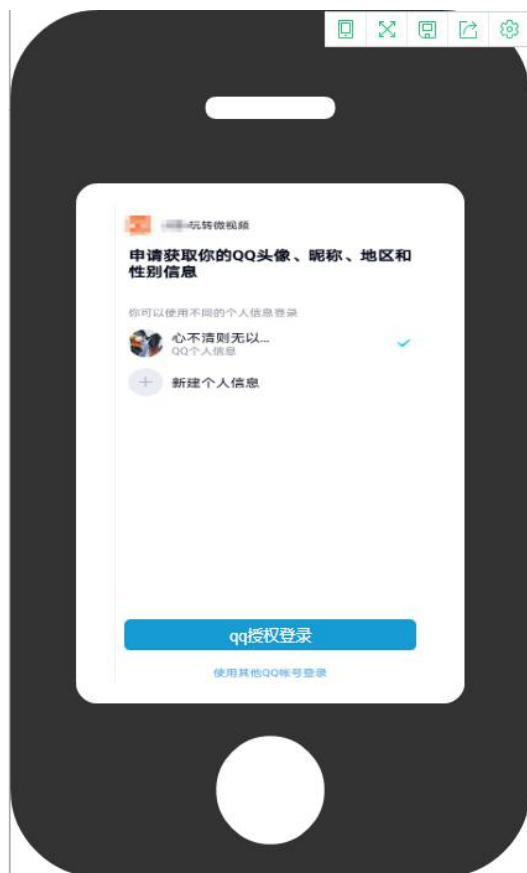 玩转微视频
申请获取你的QQ头像、昵称、地区和
性别信息
你可以使用不同的个人信息登录
心不清则无以...
QQ个人信息
新建个人信息
qq授权登录
使用其他QQ帐号登录